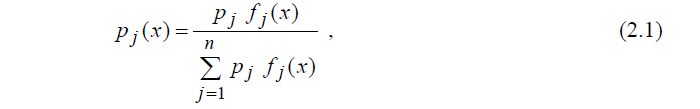 p_j(x) = \frac{p_j f_j(x)}{\sum_{j=1}^{n} p_j f_j(x)} , (2.1)